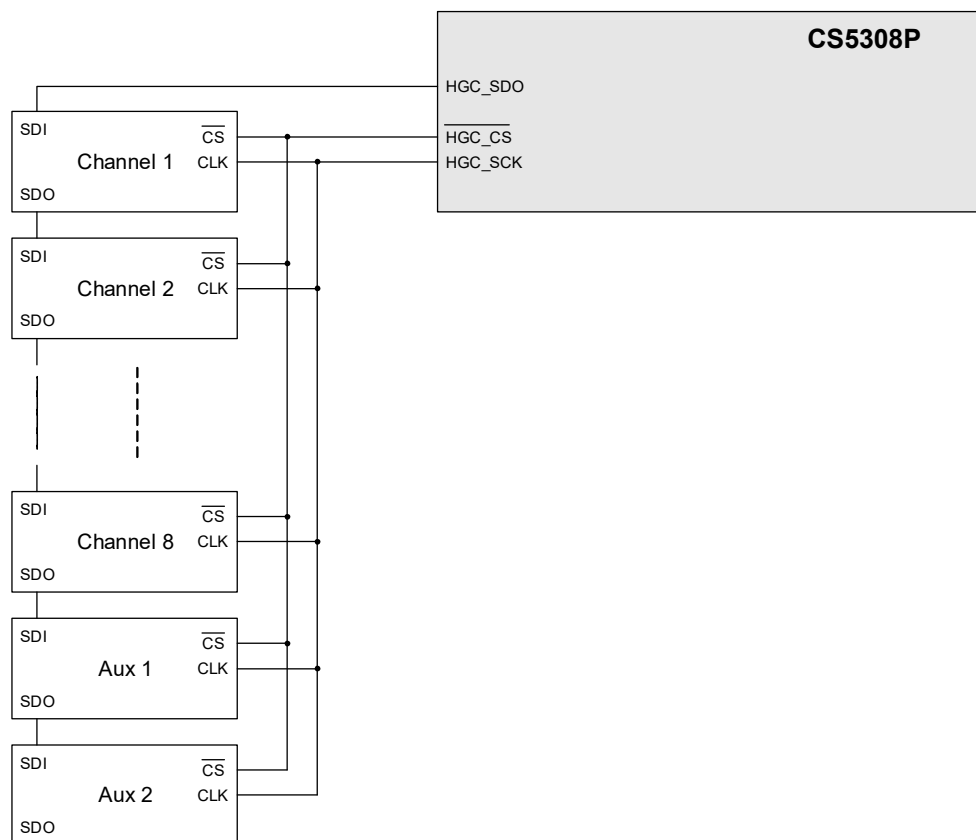 CS5308P
HGC_SDO
HGC_CS
HGC_SCK
SDI
CS
Channel 1
CLK
SDO
SDI
CS
Channel 2
CLK
SDO
SDI
CS
Channel 8
CLK
SDO
SDI
CS
Aux 1
CLK
SDO
SDI
CS
Aux 2
CLK
SDO